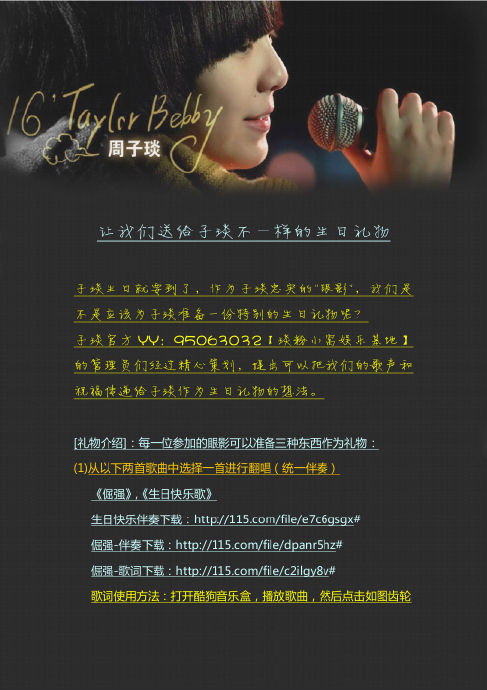 16' Taylor Bebby
周子琰
让我们送给子琰不一样的生日礼物
子琰生日就要到了，作为子琰忠实的“眼影”，我们是
不是应该为子琰准备一份特别的生日礼物呢？
子琰官方YY：95063032【琰粉小窝娱乐基地】
的管理员们经过精心策划，提出可以把我们的歌声和
祝福传递给子琰作为生日礼物的想法。
[礼物介绍]：每一位参加的眼影可以准备三种东西作为礼物：
(1)从以下两首歌曲中选择一首进行翻唱（统一伴奏）
《倔强》,《生日快乐歌》
生日快乐伴奏下载：http://115.com/file/e7c6gsgx#
倔强-伴奏下载：http://115.com/file/dpanr5hz#
倔强-歌词下载：http://115.com/file/c2ilgy8v#
歌词使用方法：打开酷狗音乐盒，播放歌曲，然后点击如图齿轮